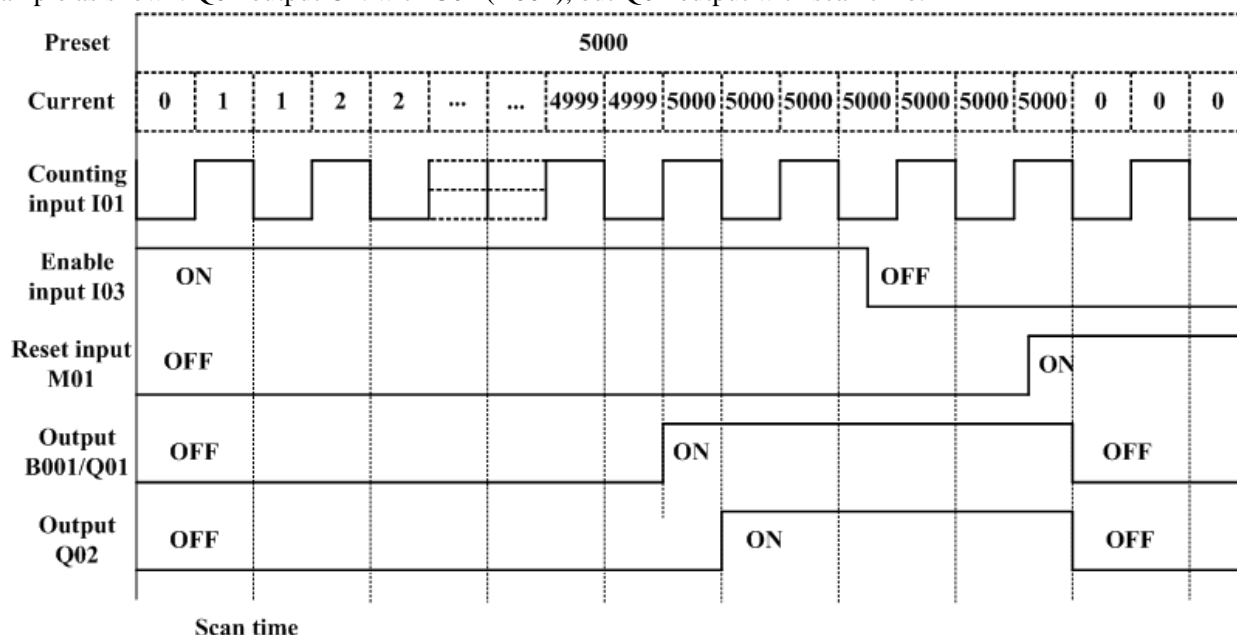 Preset 5000
Current 0 1 1 2 2 ... ... 4999 4999 5000 5000 5000 5000 5000 5000 5000 0 0 0
Counting
input I01
Enable
input I03
ON OFF
Reset input
M01
OFF ON
Output
B001/Q01
OFF ON OFF
Output
Q02
OFF ON OFF
Scan time